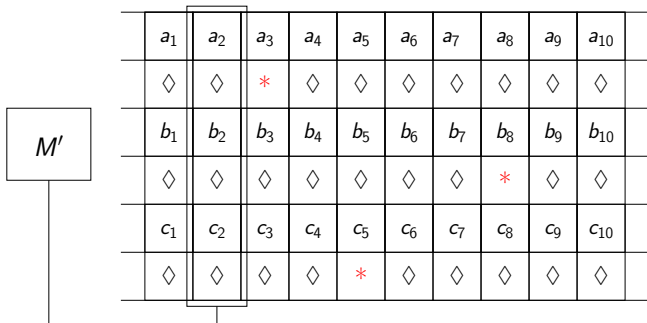 a₁ a₂ a₃ a₄ a₅ a₆ a₇ a₈ a₉ a₁₀
◊ ◊ * ◊ ◊ ◊ ◊ ◊ ◊ ◊
M′ b₁ b₂ b₃ b₄ b₅ b₆ b₇ b₈ b₉ b₁₀
◊ ◊ ◊ ◊ ◊ ◊ ◊ * ◊ ◊
c₁ c₂ c₃ c₄ c₅ c₆ c₇ c₈ c₉ c₁₀
◊ ◊ ◊ ◊ * ◊ ◊ ◊ ◊ ◊